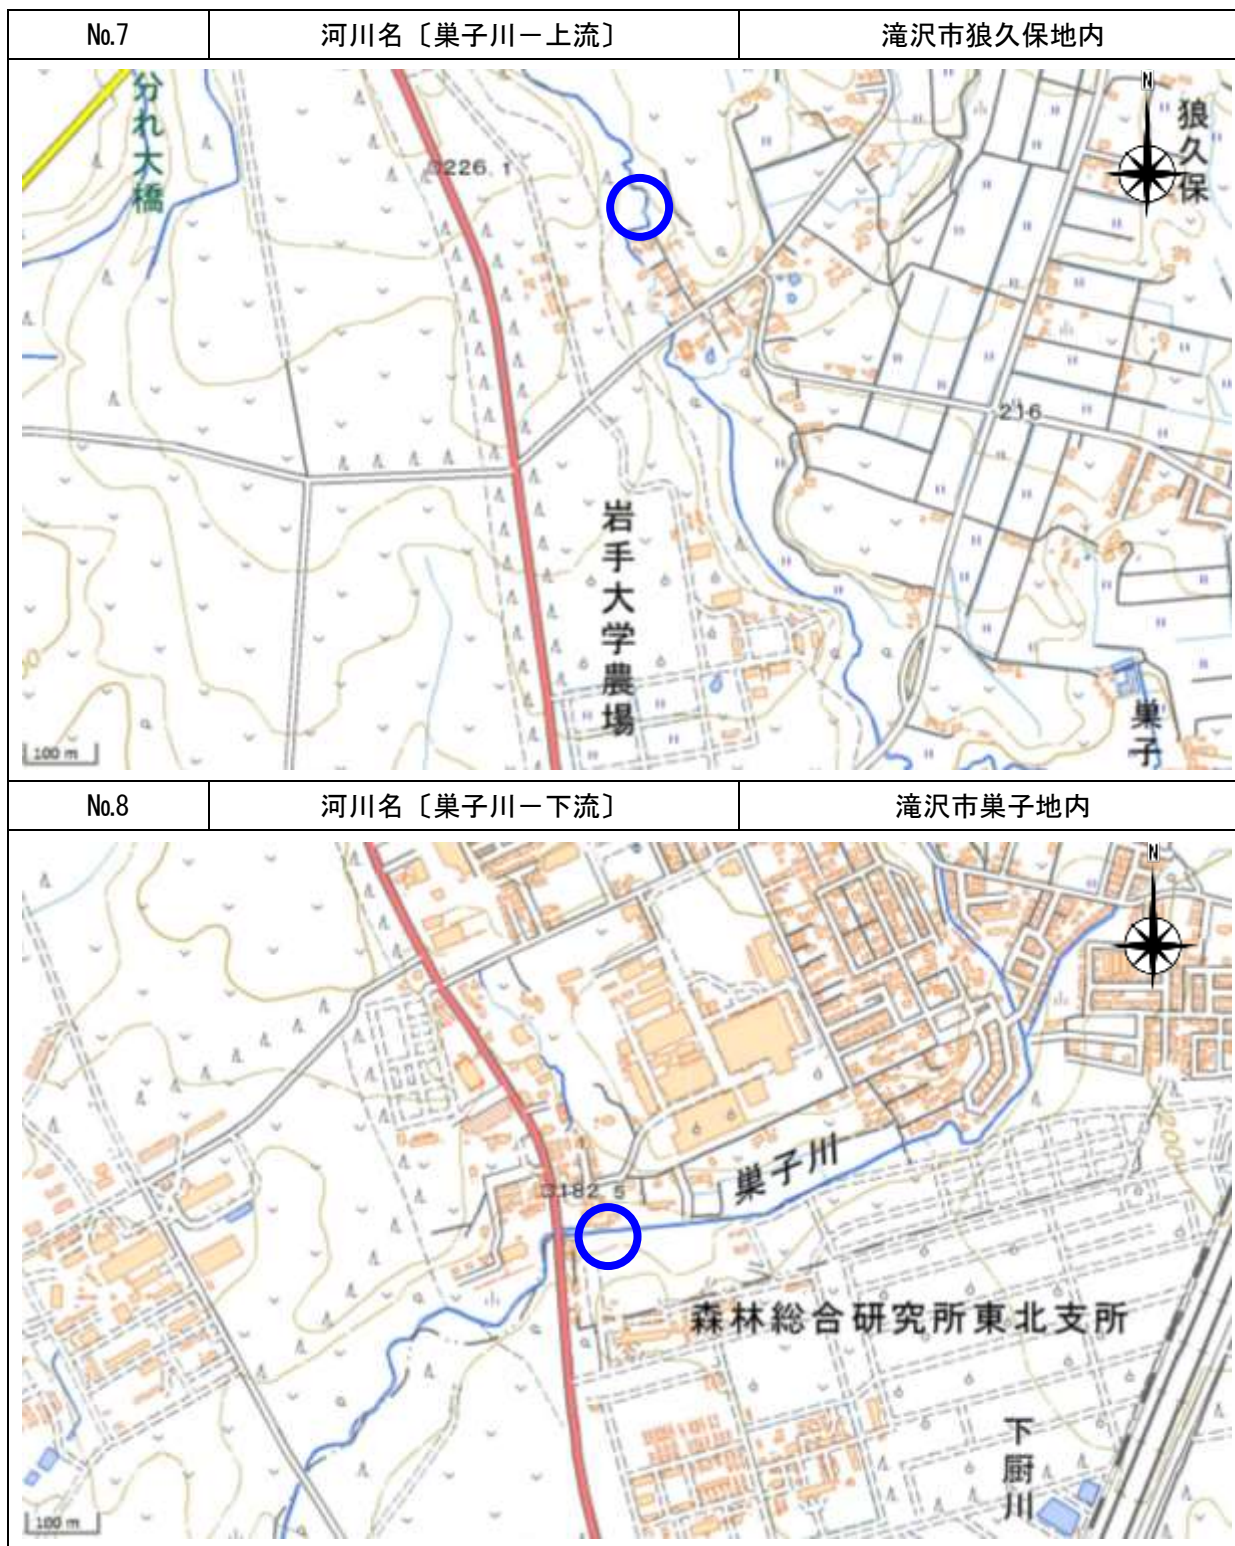 No.7 河川名〔巣子川－上流〕 滝沢市狼久保地内
分れ大橋
226.1
N
狼久保
216
岩手大学農場
巣子
100 m
No.8 河川名〔巣子川－下流〕 滝沢市巣子地内
N
巣子川
200
182.5
森林総合研究所東北支所
下厨川
100 m